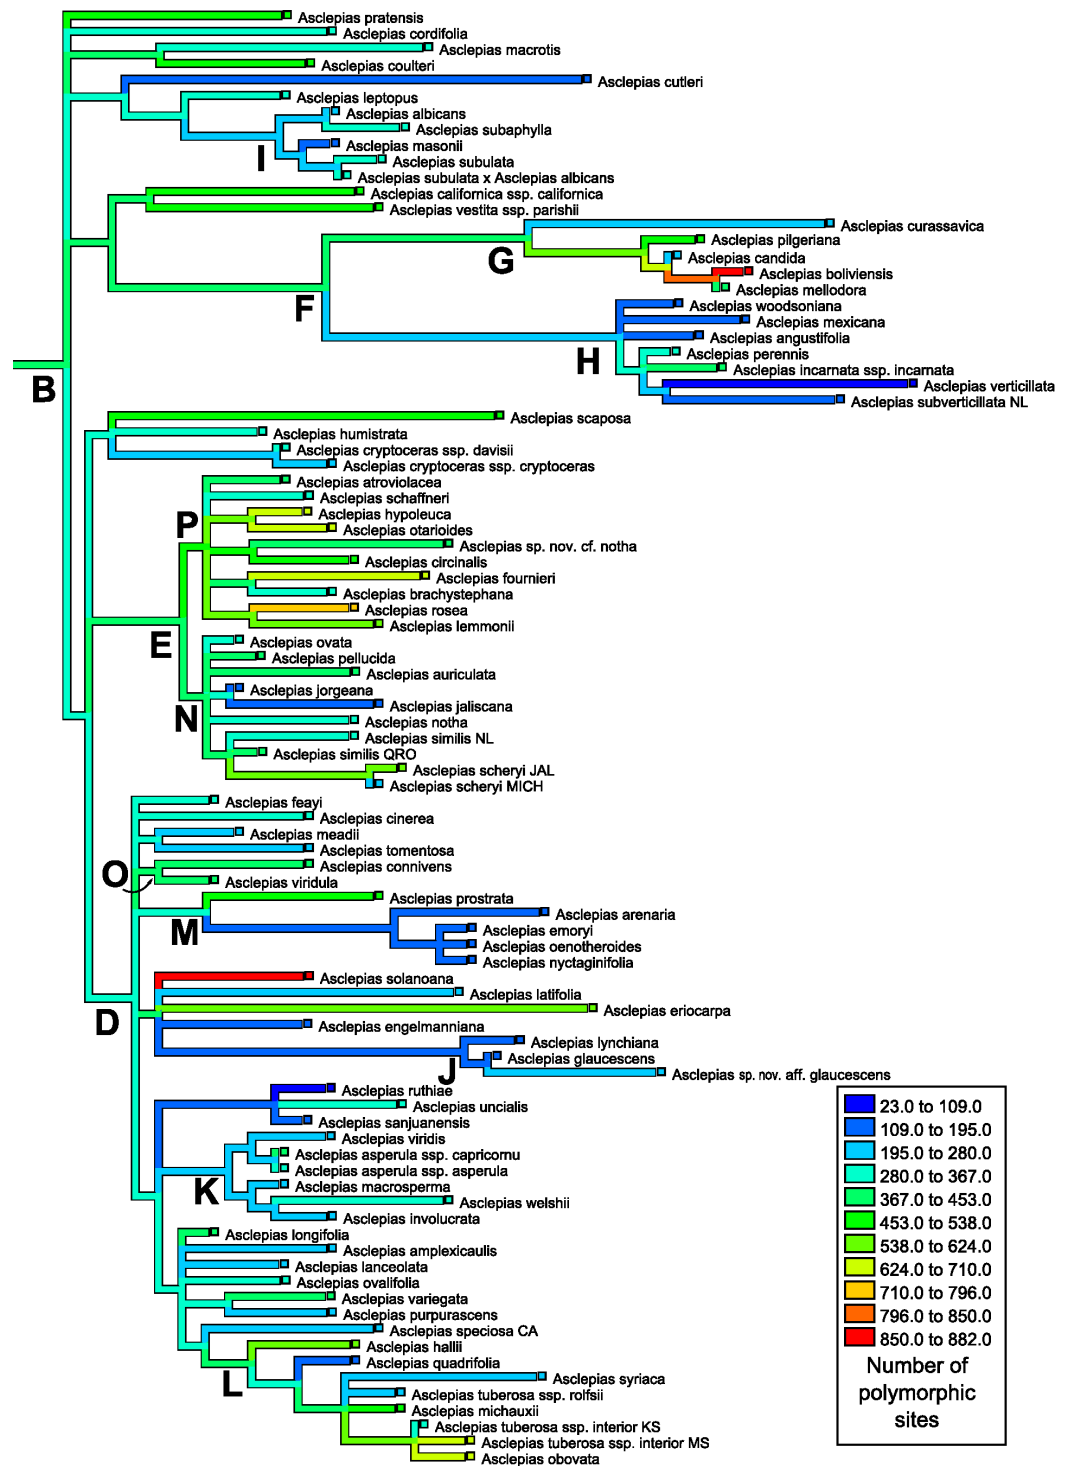 Asclepias pratensis
Asclepias cordifolia
Asclepias macrotis
Asclepias coulteri
Asclepias cutleri
Asclepias leptopus
Asclepias albicans
Asclepias subaphylla
Asclepias masonii
I
Asclepias subulata
Asclepias subulata x Asclepias albicans
Asclepias californica ssp. californica
Asclepias vestita ssp. parishii
Asclepias curassavica
Asclepias pilgeriana
G
Asclepias candida
Asclepias boliviensis
Asclepias mellodora
F
Asclepias woodsoniana
Asclepias mexicana
Asclepias angustifolia
H
Asclepias perennis
Asclepias incarnata ssp. incarnata
B
Asclepias verticillata
Asclepias subverticillata NL
Asclepias scaposa
Asclepias humistrata
Asclepias cryptoceras ssp. davisii
Asclepias cryptoceras ssp. cryptoceras
Asclepias atroviolacea
Asclepias schaffneri
P
Asclepias hypoleuca
Asclepias otarioides
Asclepias sp. nov. cf. notha
Asclepias circinalis
Asclepias fournieri
Asclepias brachystephana
Asclepias rosea
Asclepias lemmonii
E
Asclepias ovata
Asclepias pellucida
Asclepias auriculata
Asclepias jorgeana
Asclepias jaliscana
N
Asclepias notha
Asclepias similis NL
Asclepias similis QRO
Asclepias scheryi JAL
Asclepias scheryi MICH
Asclepias feayi
Asclepias cinerea
Asclepias meadii
Asclepias tomentosa
Asclepias connivens
O
Asclepias viridula
Asclepias prostrata
Asclepias arenaria
M
Asclepias emoryi
Asclepias oenotheroides
Asclepias nyctaginifolia
Asclepias solanoana
Asclepias latifolia
Asclepias eriocarpa
D
Asclepias engelmanniana
Asclepias lynchiana
Asclepias glaucescens
J
Asclepias sp. nov. aff. glaucescens
Asclepias ruthiae
Asclepias uncialis
Asclepias sanjuanensis
Asclepias viridis
Asclepias asperula ssp. capricornu
Asclepias asperula ssp. asperula
K
Asclepias macrosperma
Asclepias welshii
Asclepias involucrata
Asclepias longifolia
Asclepias amplexicaulis
Asclepias lanceolata
Asclepias ovalifolia
Asclepias variegata
Asclepias purpurascens
Asclepias speciosa CA
Asclepias hallii
Asclepias quadrifolia
L
Asclepias syriaca
Asclepias tuberosa ssp. rolfsii
Asclepias michauxii
Asclepias tuberosa ssp. interior KS
Asclepias tuberosa ssp. interior MS
Asclepias obovata
23.0 to 109.0
109.0 to 195.0
195.0 to 280.0
280.0 to 367.0
367.0 to 453.0
453.0 to 538.0
538.0 to 624.0
624.0 to 710.0
710.0 to 796.0
796.0 to 850.0
850.0 to 882.0
Number of
polymorphic
sites